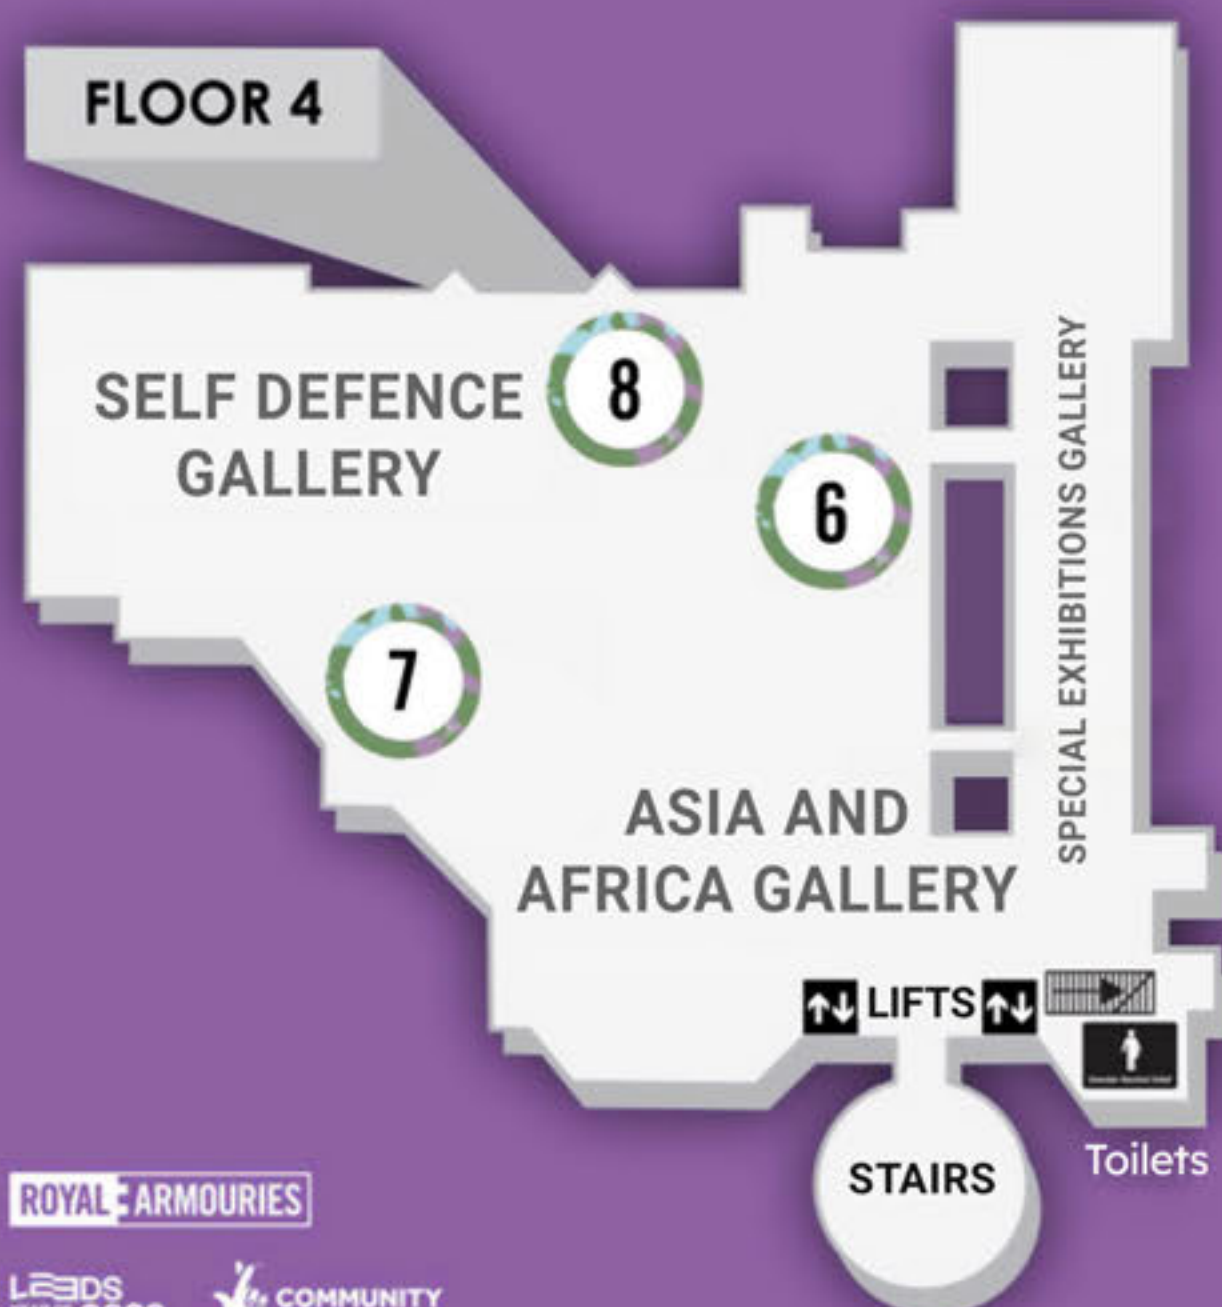 FLOOR 4
SELF DEFENCE
GALLERY
8
6
7
SPECIAL EXHIBITIONS GALLERY
ASIA AND
AFRICA GALLERY
LIFTS
STAIRS
Toilets
ROYAL ARMOURIES
LEEDS
COMMUNITY